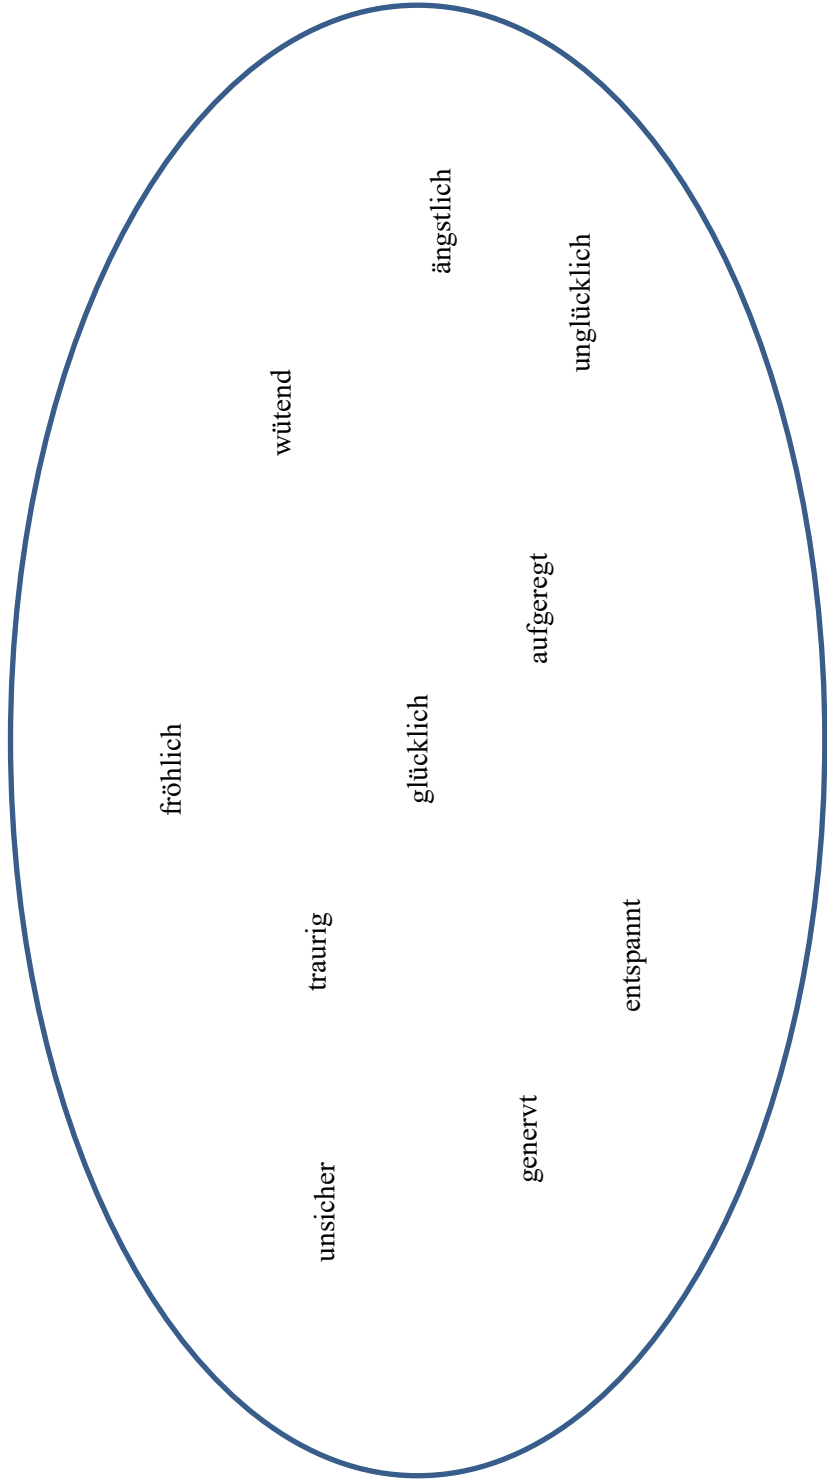 fröhlich
wütend
traurig
unsicher
glücklich
ängstlich
genervt
aufgeregt
unglücklich
entspannt